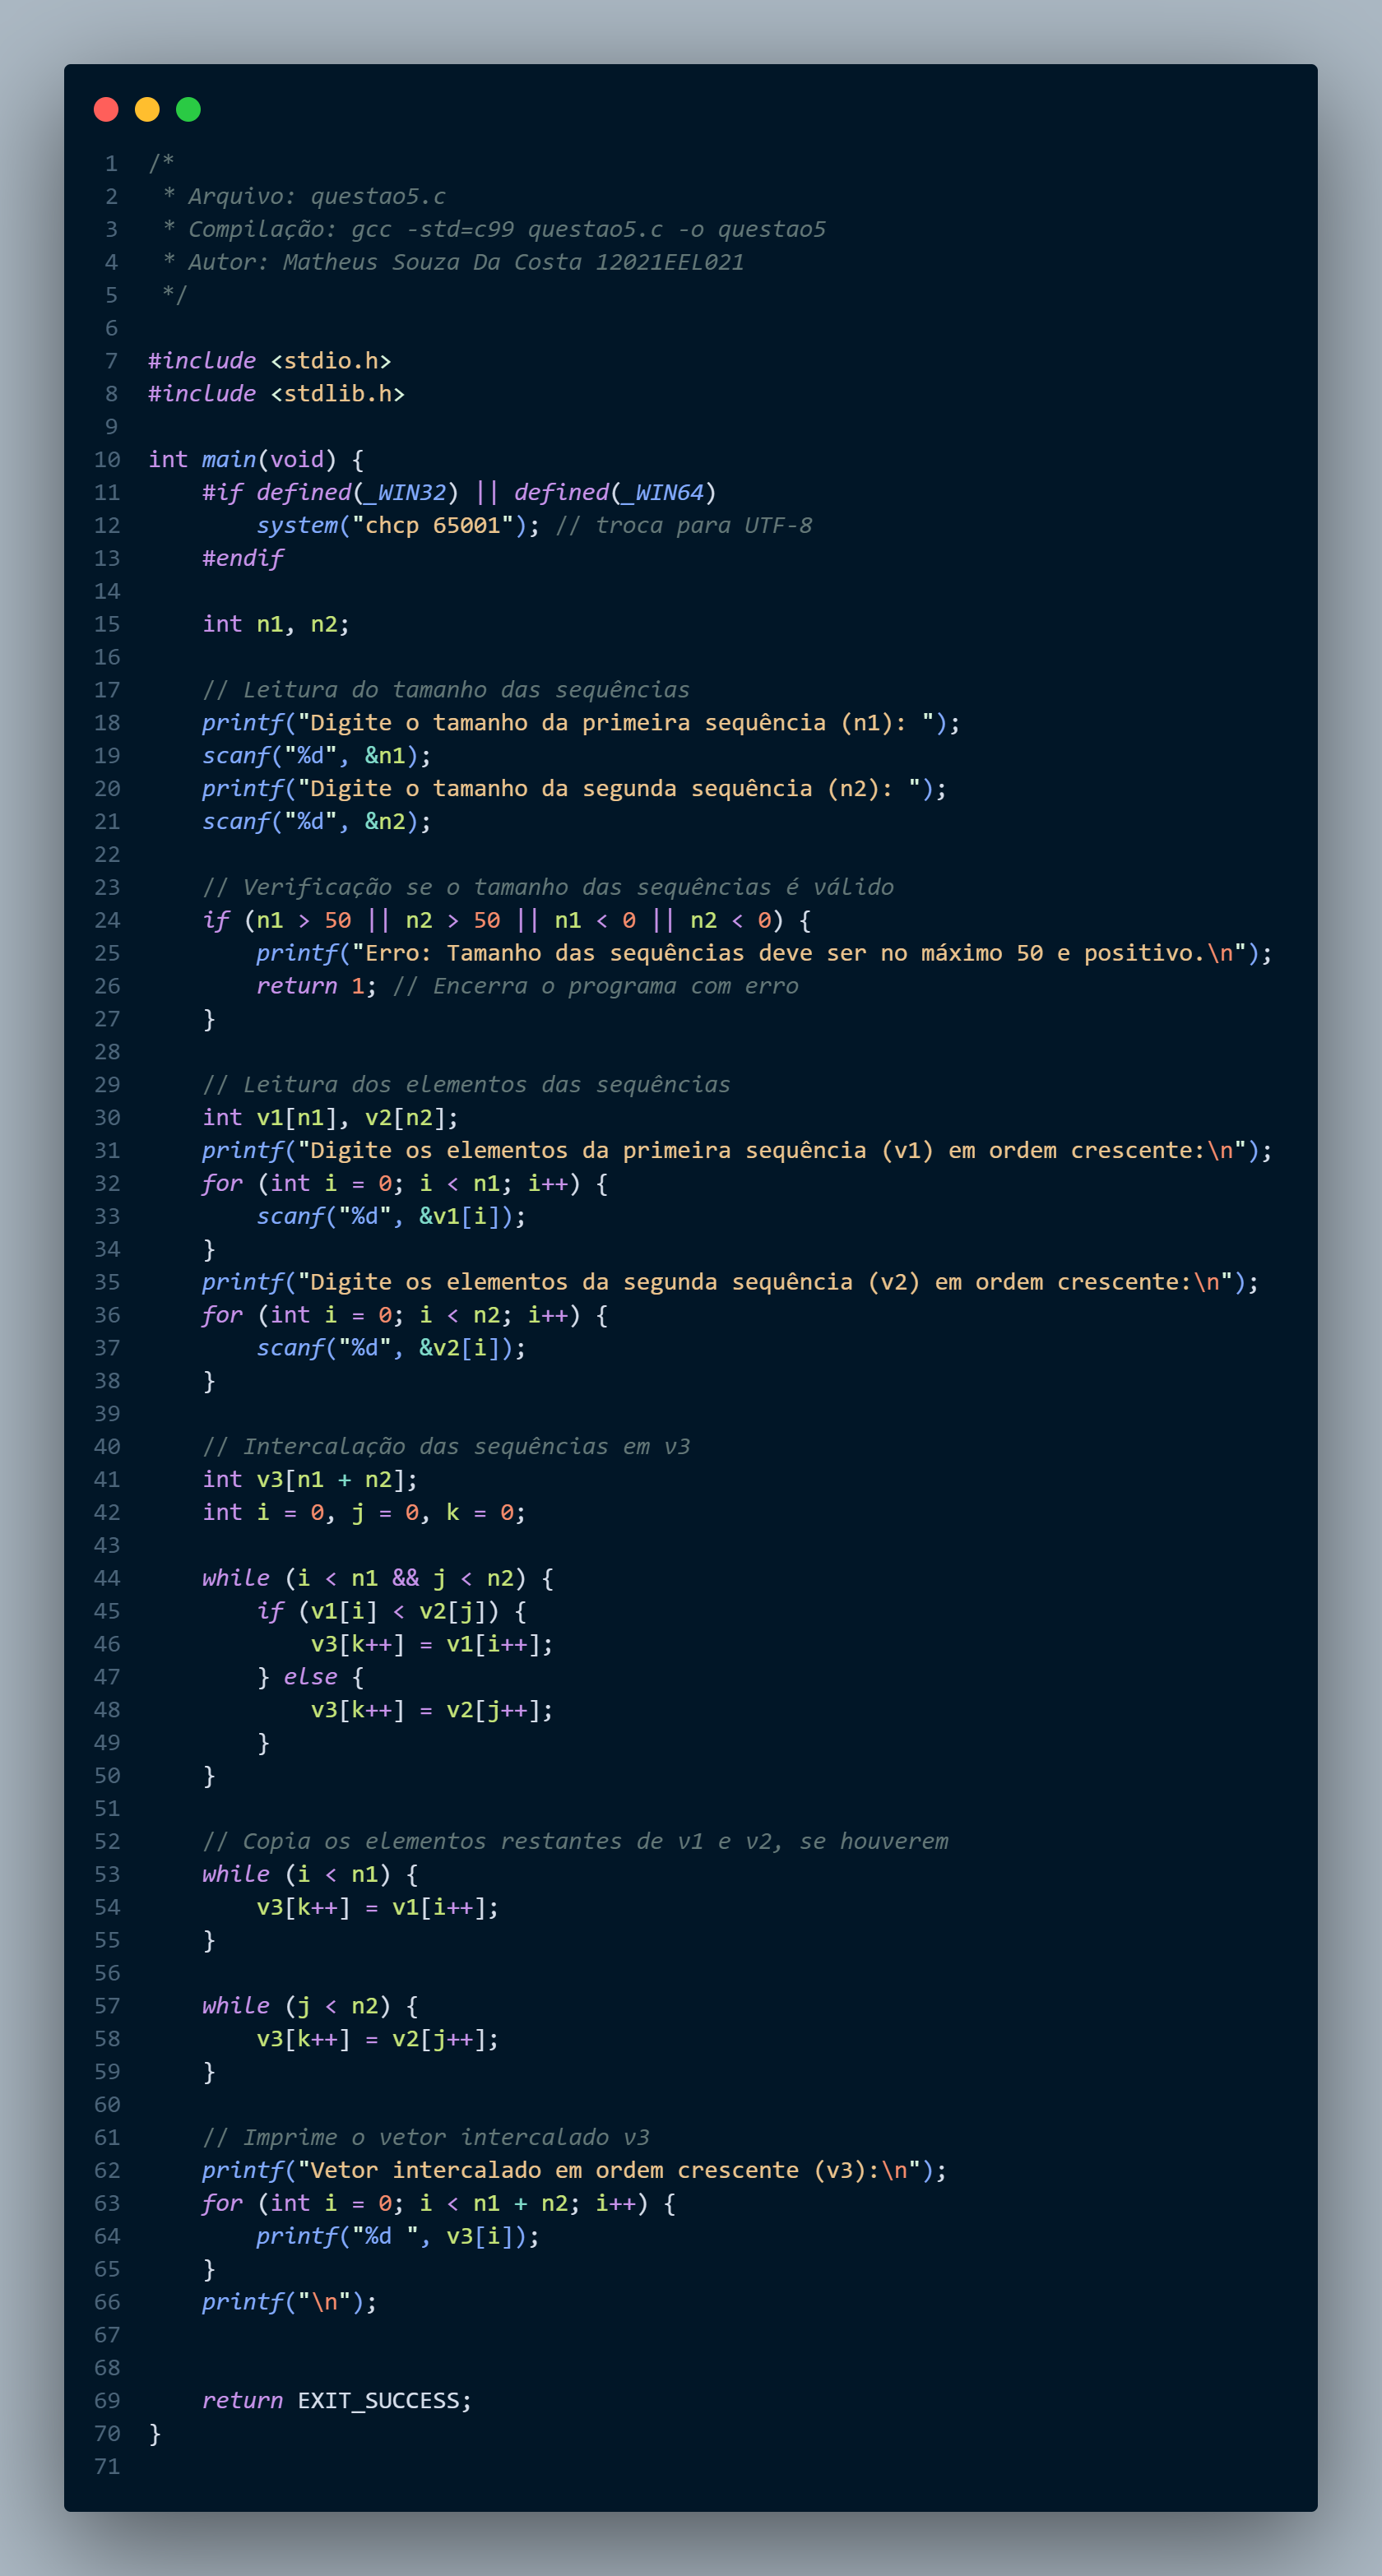 1 /*
2  * Arquivo: questao5.c
3  * Compilação: gcc -std=c99 questao5.c -o questao5
4  * Autor: Matheus Souza Da Costa 12021EEL021
5  */
6
7 #include <stdio.h>
8 #include <stdlib.h>
9
10 int main(void) {
11     #if defined(_WIN32) || defined(_WIN64)
12         system("chcp 65001"); // troca para UTF-8
13     #endif
14
15     int n1, n2;
16
17     // Leitura do tamanho das sequências
18     printf("Digite o tamanho da primeira sequência (n1): ");
19     scanf("%d", &n1);
20     printf("Digite o tamanho da segunda sequência (n2): ");
21     scanf("%d", &n2);
22
23     // Verificação se o tamanho das sequências é válido
24     if (n1 > 50 || n2 > 50 || n1 < 0 || n2 < 0) {
25         printf("Erro: Tamanho das sequências deve ser no máximo 50 e positivo.\n");
26         return 1; // Encerra o programa com erro
27     }
28
29     // Leitura dos elementos das sequências
30     int v1[n1], v2[n2];
31     printf("Digite os elementos da primeira sequência (v1) em ordem crescente:\n");
32     for (int i = 0; i < n1; i++) {
33         scanf("%d", &v1[i]);
34     }
35     printf("Digite os elementos da segunda sequência (v2) em ordem crescente:\n");
36     for (int i = 0; i < n2; i++) {
37         scanf("%d", &v2[i]);
38     }
39
40     // Intercalação das sequências em v3
41     int v3[n1 + n2];
42     int i = 0, j = 0, k = 0;
43
44     while (i < n1 && j < n2) {
45         if (v1[i] < v2[j]) {
46             v3[k++] = v1[i++];
47         } else {
48             v3[k++] = v2[j++];
49         }
50     }
51
52     // Copia os elementos restantes de v1 e v2, se houverem
53     while (i < n1) {
54         v3[k++] = v1[i++];
55     }
56
57     while (j < n2) {
58         v3[k++] = v2[j++];
59     }
60
61     // Imprime o vetor intercalado v3
62     printf("Vetor intercalado em ordem crescente (v3):\n");
63     for (int i = 0; i < n1 + n2; i++) {
64         printf("%d ", v3[i]);
65     }
66     printf("\n");
67
68
69     return EXIT_SUCCESS;
70 }
71